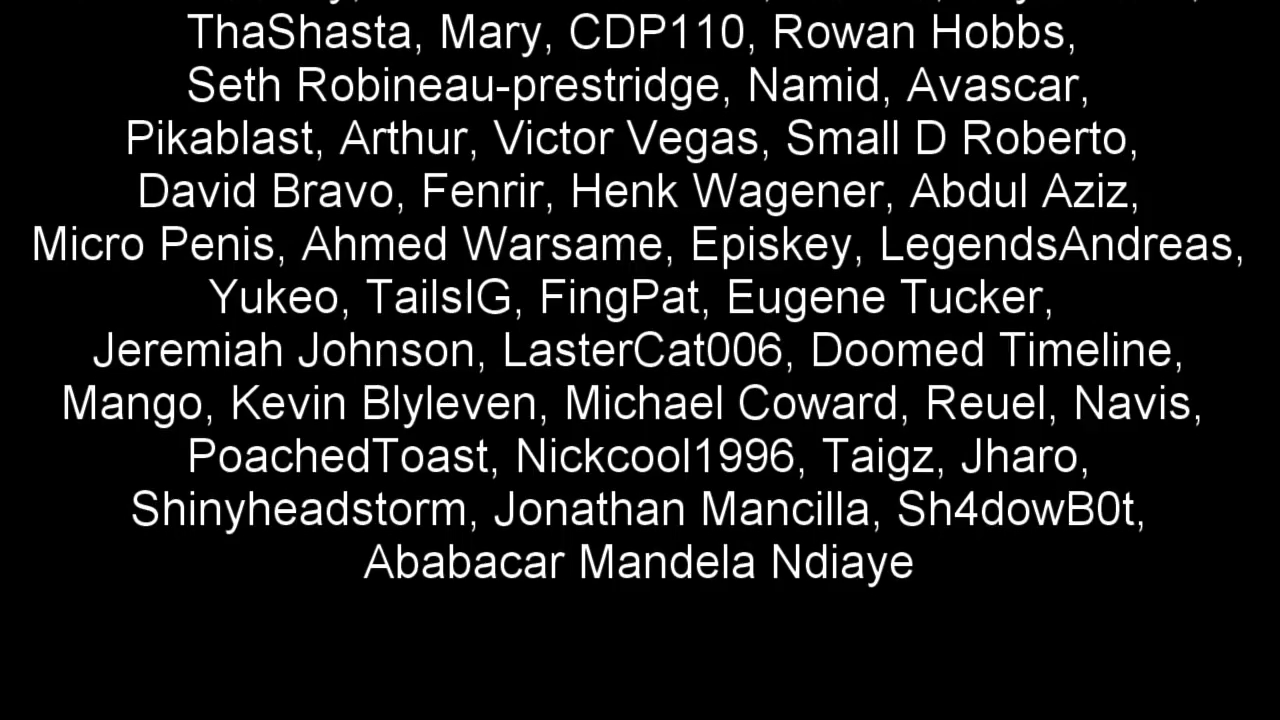 ThaShasta, Mary, CDP110, Rowan Hobbs,
Seth Robineau-prestridge, Namid, Avascar,
Pikablast, Arthur, Victor Vegas, Small D Roberto,
David Bravo, Fenrir, Henk Wagener, Abdul Aziz,
Micro Penis, Ahmed Warsame, Episkey, LegendsAndreas,
Yukeo, TailsIG, FingPat, Eugene Tucker,
Jeremiah Johnson, LasterCat006, Doomed Timeline,
Mango, Kevin Blyleven, Michael Coward, Reuel, Navis,
PoachedToast, Nickcool1996, Taigz, Jharo,
Shinyheadstorm, Jonathan Mancilla, Sh4dowB0t,
Ababacar Mandela Ndiaye